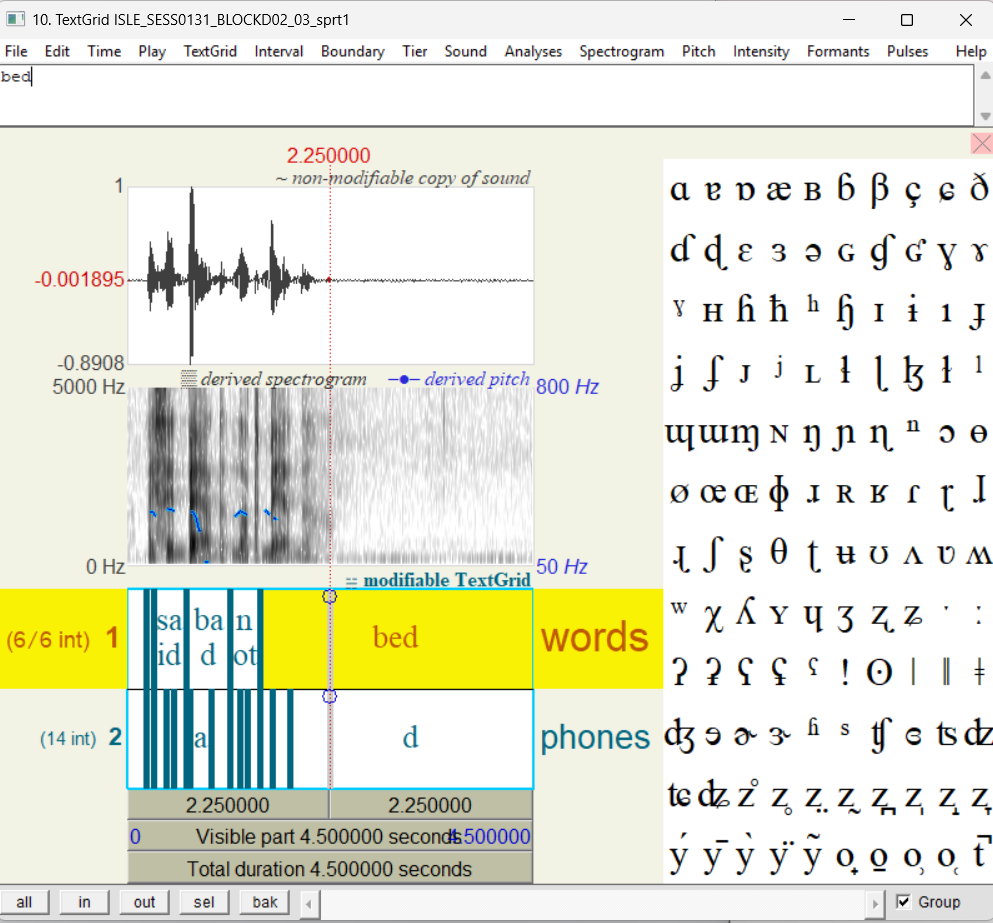 10. TextGrid ISLE_SESS0131_BLOCKD02_03_sprt1
File Edit Time Play TextGrid Interval Boundary Tier Sound Analyses Spectrogram Pitch Intensity Formants Pulses Help
bed
2.250000
~ non-modifiable copy of sound
1
-0.001895
-0.8908
derived spectrogram derived pitch
5000 Hz 800 Hz
0 Hz 50 Hz
modifiable TextGrid
(6/6 int) 1 said bad not bed words
(14 int) 2 a d phones
2.250000 2.250000
0 Visible part 4.500000 seconds 4.500000
Total duration 4.500000 seconds
all in out sel bak Group
ɑ ɐ ɒ æ ʙ ɓ β ç ɕ ð
ɗ ɖ ɛ ɜ ə ɢ ɠ ʛ ɣ ɤ
ˠ ʜ ɦ ħ ʰ ɧ ɪ ɨ ı ɟ
ʝ ʄ ᴊ ʲ ʟ ɫ ɭ ɮ ɬ ˡ
ɰ ɯ ɱ ɴ ŋ ɲ ɳ ⁿ ɔ ɵ
ø œ ɶ ɸ ɹ ʀ ʁ ɾ ɽ ɺ
ɻ ʃ ʂ θ ʈ ʉ ʊ ʌ ʋ ʍ
ʷ χ ʎ ʏ ɥ ʒ ʐ ʑ ˑ ː
ʔ ʡ ʕ ʢ ˤ ! ʘ ǀ ǁ ǂ
ʤ ɘ ɚ ɝ ʱ ˢ ʧ ɞ ʦ ʣ